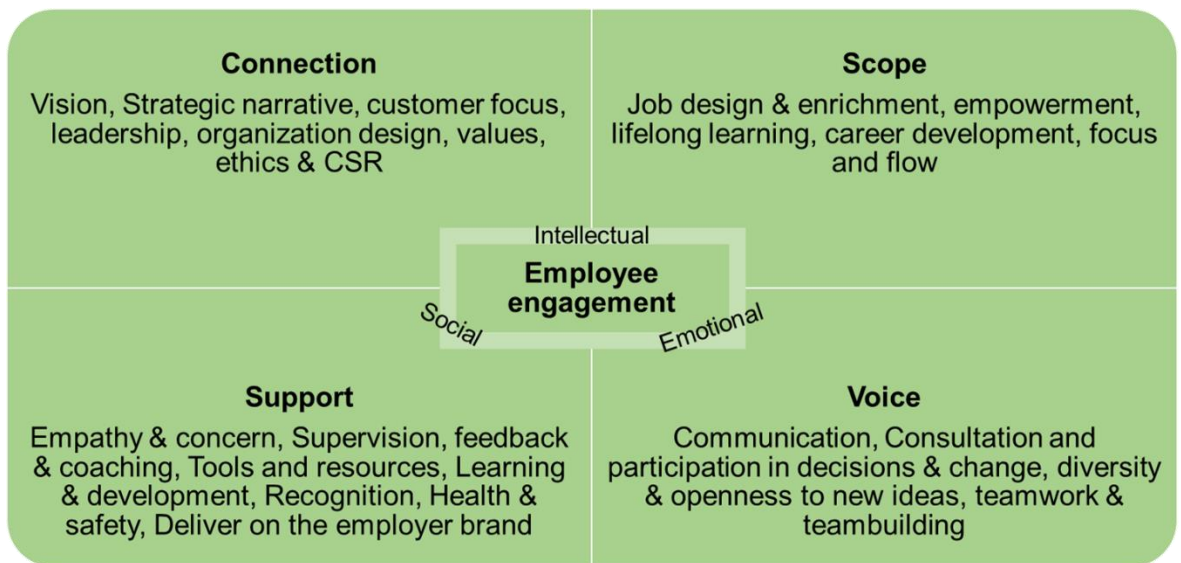 Connection
Vision, Strategic narrative, customer focus,
leadership, organization design, values,
ethics & CSR
Scope
Job design & enrichment, empowerment,
lifelong learning, career development, focus
and flow
Intellectual
Employee
engagement
Social
Emotional
Support
Empathy & concern, Supervision, feedback
& coaching, Tools and resources, Learning
& development, Recognition, Health &
safety, Deliver on the employer brand
Voice
Communication, Consultation and
participation in decisions & change, diversity
& openness to new ideas, teamwork &
teambuilding